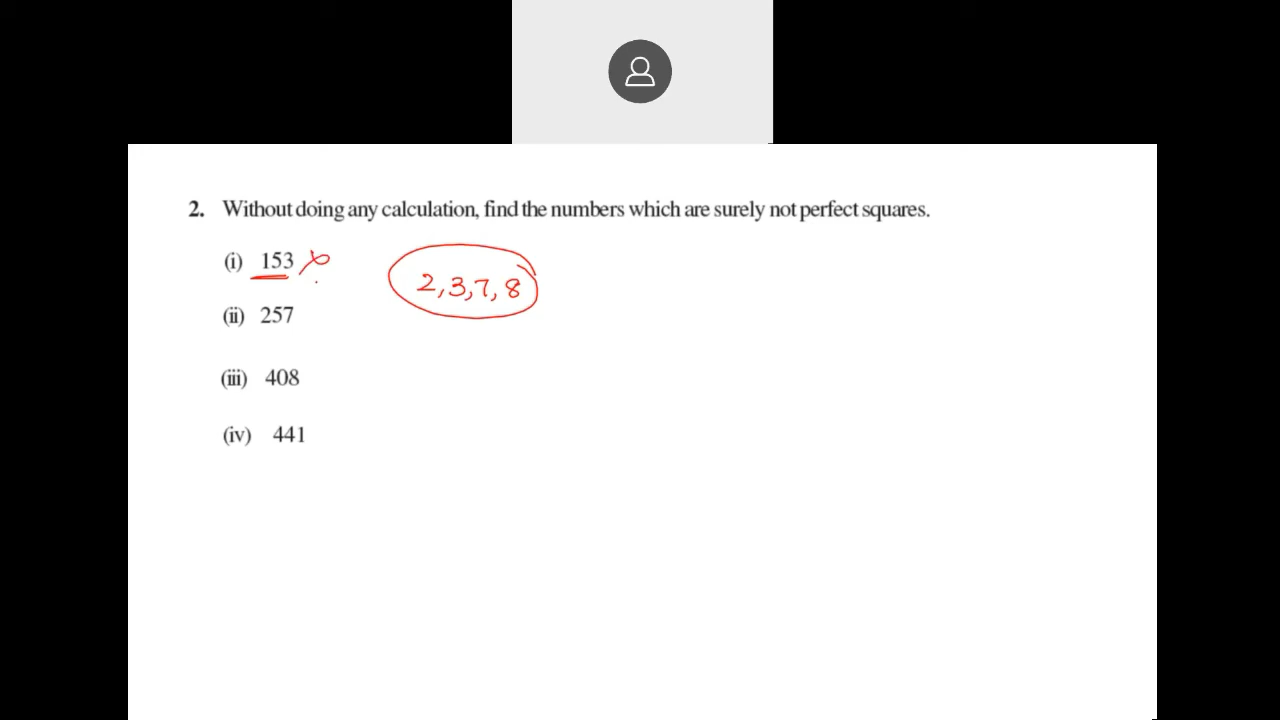 2. Without doing any calculation, find the numbers which are surely not perfect squares.
(i) 153
2, 3, 7, 8
(ii) 257
(iii) 408
(iv) 441